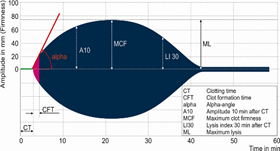 Amplitude in mm (Firmness)
100
80
60
40
20
0
20
40
60
80
alpha
A10
MCF
LI 30
ML
CFT
CT
CT Clotting time
CFT Clot formation time
alpha Alpha-angle
A10 Amplitude 10 min after CT
MCF Maximum clot firmness
LI30 Lysis index 30 min after CT
ML Maximum lysis
0 10 20 30 40 50 60
Time in min